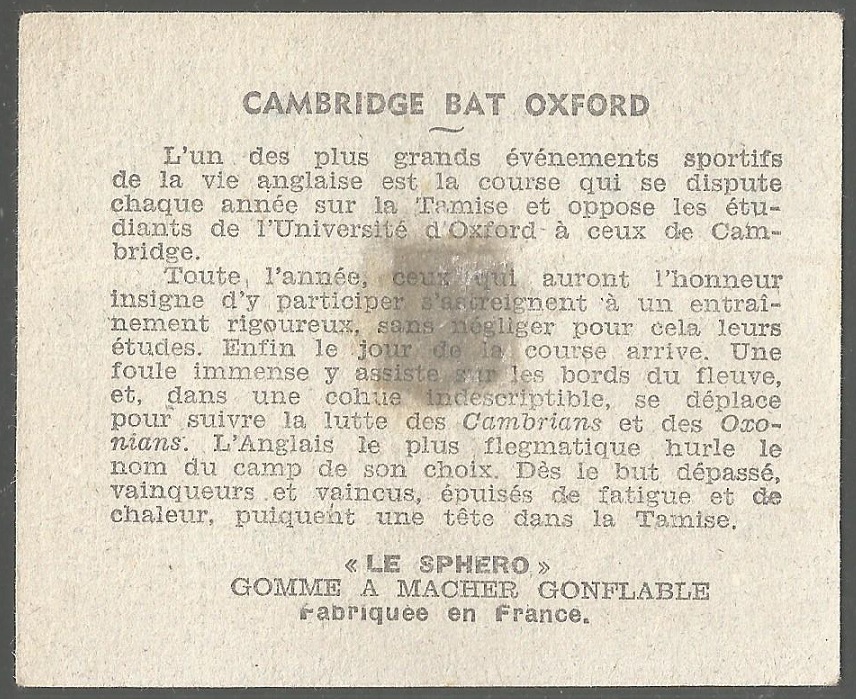 CAMBRIDGE BAT OXFORD
L'un des plus grands événements sportifs
de la vie anglaise est la course qui se dispute
chaque année sur la Tamise et oppose les étu-
diants de l'Université d'Oxford à ceux de Cam-
bridge.
Toute l'année, ceux qui auront l'honneur
insigne d'y participer s'astreignent à un entraî-
nement rigoureux, sans négliger pour cela leurs
études. Enfin le jour de la course arrive. Une
foule immense y assiste sur les bords du fleuve,
et, dans une cohue indescriptible, se déplace
pour suivre la lutte des Cambrians et des Oxo-
nians. L'Anglais le plus flegmatique hurle le
nom du camp de son choix. Dès le but dépassé,
vainqueurs et vaincus, épuisés de fatigue et de
chaleur, puiquent une tête dans la Tamise.
« LE SPHERO »
GOMME A MACHER GONFLABLE
Fabriquée en France.